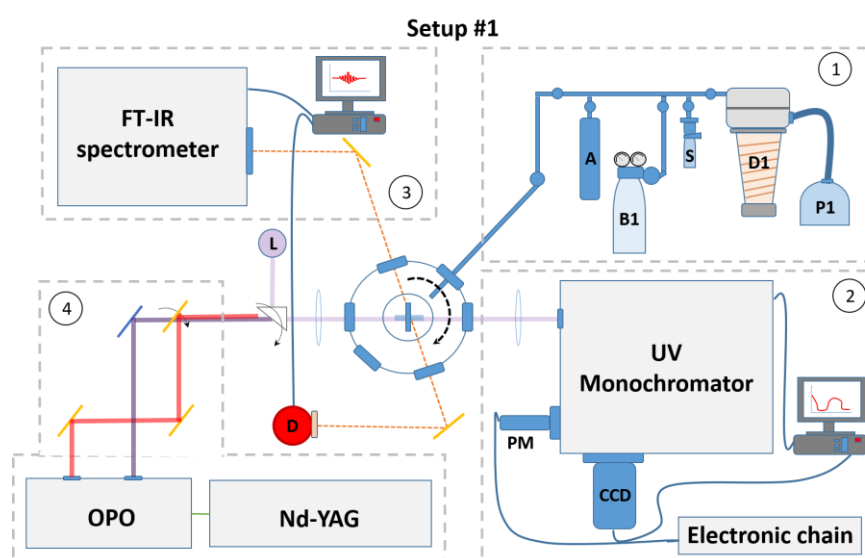 Setup #1
FT-IR
spectrometer
3
1
A
B1
S
D1
P1
L
4
D
OPO
Nd-YAG
2
UV
Monochromator
PM
CCD
Electronic chain